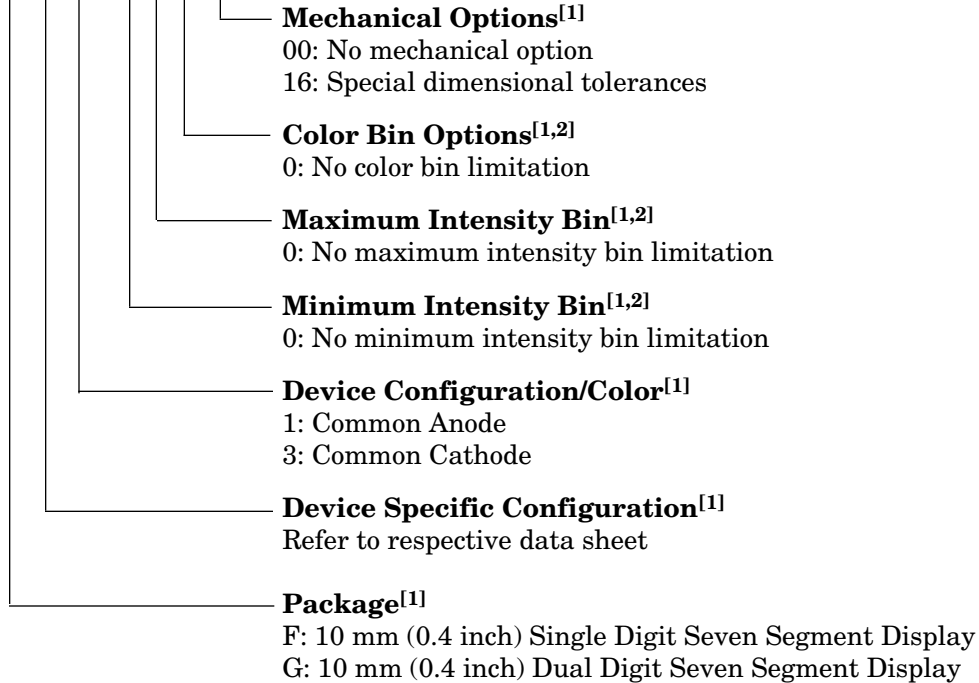 Mechanical Options[1]
00: No mechanical option
16: Special dimensional tolerances
Color Bin Options[1,2]
0: No color bin limitation
Maximum Intensity Bin[1,2]
0: No maximum intensity bin limitation
Minimum Intensity Bin[1,2]
0: No minimum intensity bin limitation
Device Configuration/Color[1]
1: Common Anode
3: Common Cathode
Device Specific Configuration[1]
Refer to respective data sheet
Package[1]
F: 10 mm (0.4 inch) Single Digit Seven Segment Display
G: 10 mm (0.4 inch) Dual Digit Seven Segment Display